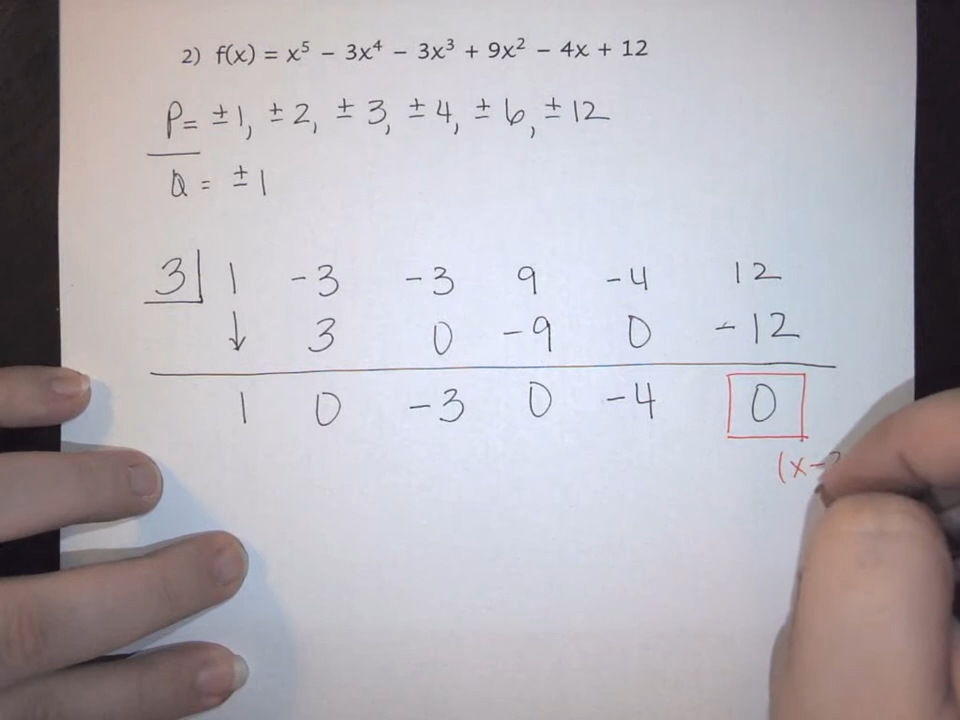 2) f(x) = x⁵ − 3x⁴ − 3x³ + 9x² − 4x + 12
P= ±1, ±2, ±3, ±4, ±6, ±12
Q = ±1
3 1 -3 -3 9 -4 12
↓ 3 0 -9 0 -12
1 0 -3 0 -4 0
(x-